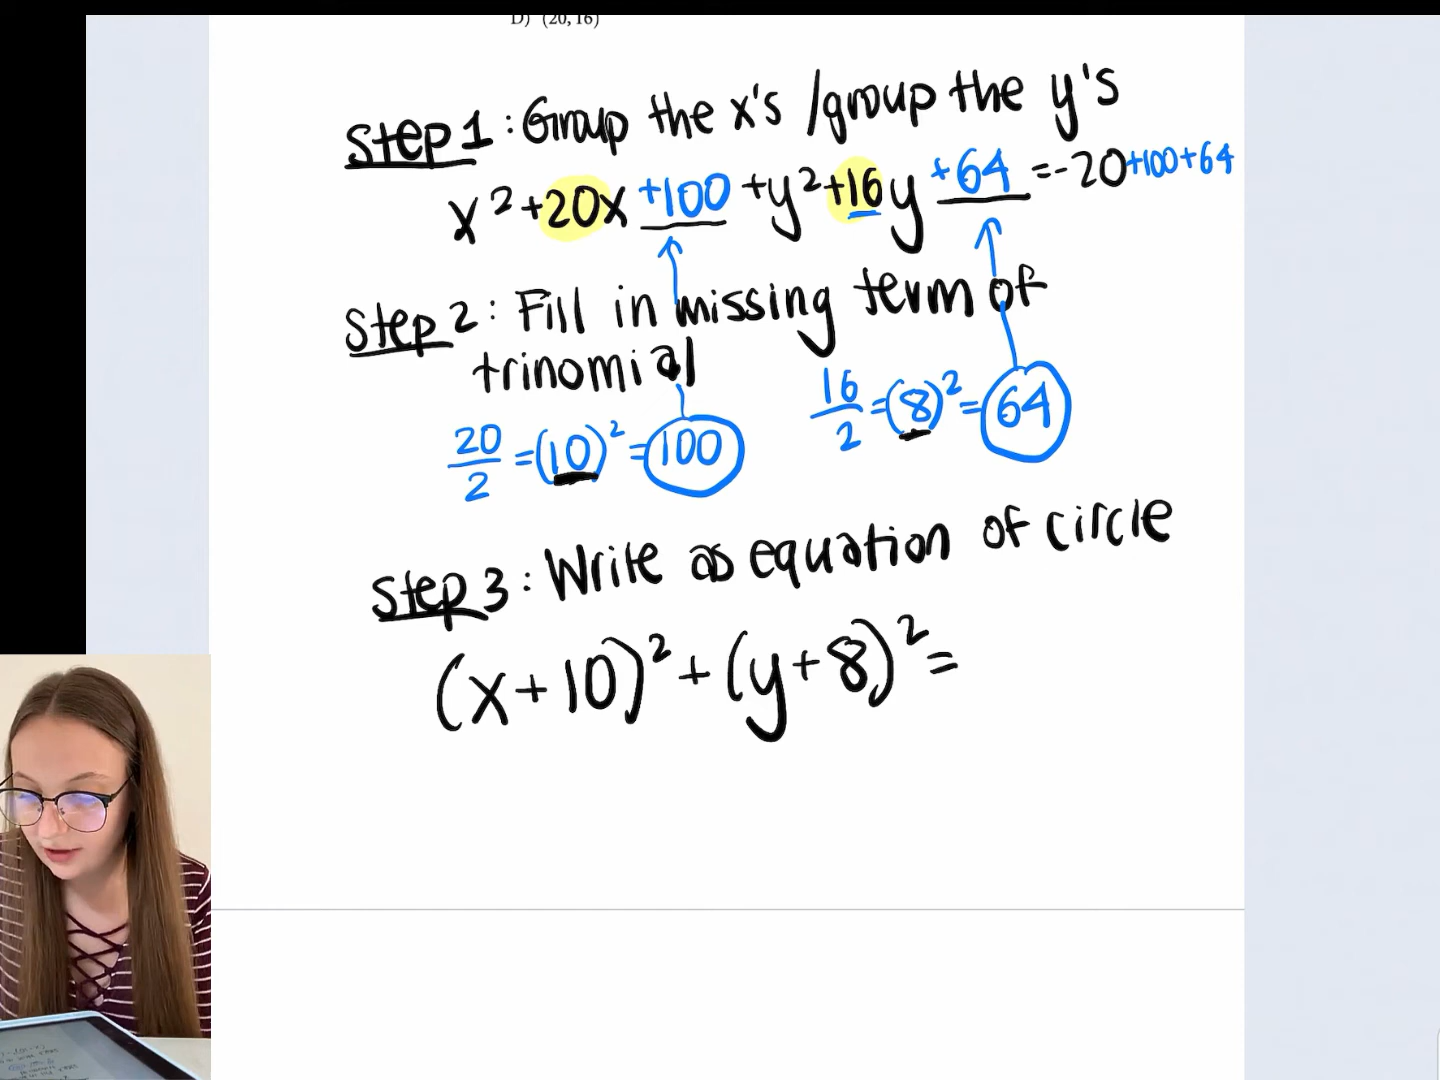 D) (20, 16)
Step 1: Group the x's /group the y's
x²+20x +100 +y²+16y +64 =-20+100+64
Step 2: Fill in missing term of
trinomial
20/2 =(10)²=100
16/2 =(8)²=64
Step 3: Write as equation of circle
(x+10)²+(y+8)²=